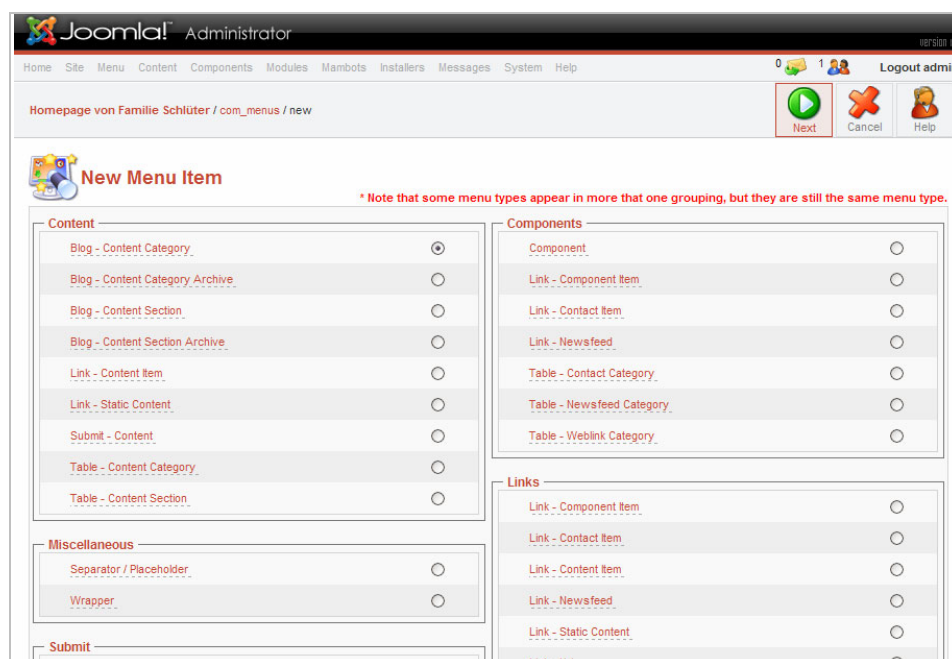 Joomla!™ Administrator
version
Home Site Menu Content Components Modules Mambots Installers Messages System Help 0 1 Logout admi
Homepage von Familie Schlüter / com_menus / new
Next Cancel Help
New Menu Item
* Note that some menu types appear in more that one grouping, but they are still the same menu type.
Content
Blog - Content Category
Blog - Content Category Archive
Blog - Content Section
Blog - Content Section Archive
Link - Content Item
Link - Static Content
Submit - Content
Table - Content Category
Table - Content Section
Miscellaneous
Separator / Placeholder
Wrapper
Submit
Components
Component
Link - Component Item
Link - Contact Item
Link - Newsfeed
Table - Contact Category
Table - Newsfeed Category
Table - Weblink Category
Links
Link - Component Item
Link - Contact Item
Link - Content Item
Link - Newsfeed
Link - Static Content